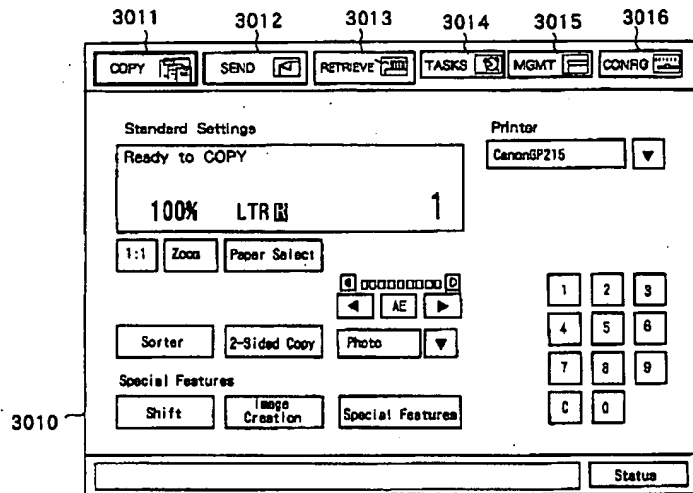 3011 3012 3013 3014 3015 3016
COPY SEND RETRIEVE TASKS MGMT CONFIG
Standard Settings Printer
Ready to COPY CanonGP215
100% LTR R 1
1:1 Zoom Paper Select
AE
1 2 3
Sorter 2-Sided Copy Photo 4 5 6
7 8 9
Special Features
Shift Image Creation Special Features C 0
3010
Status